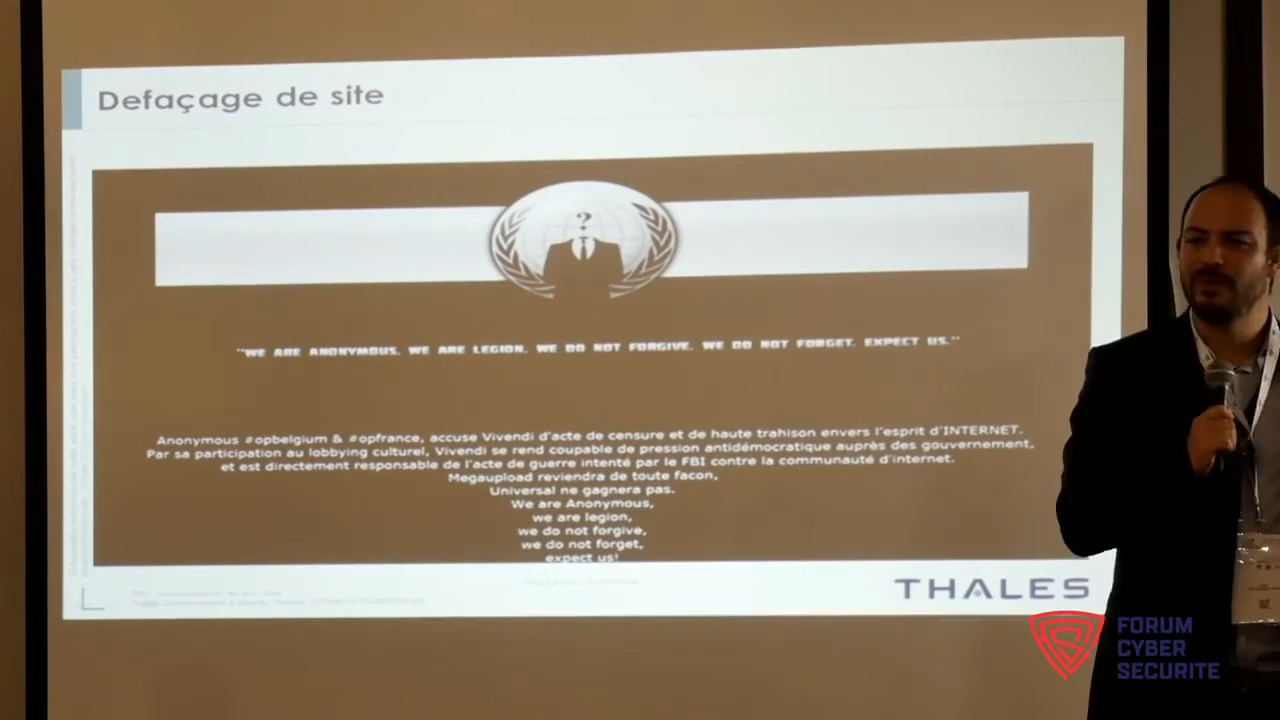 Defaçage de site
?
"WE ARE ANONYMOUS. WE ARE LEGION. WE DO NOT FORGIVE. WE DO NOT FORGET. EXPECT US."
Anonymous #opbelgium & #opfrance, accuse Vivendi d'acte de censure et de haute trahison envers l'esprit d'INTERNET.
Par sa participation au lobbying culturel, Vivendi se rend coupable de pression antidémocratique auprès des gouvernement,
et est directement responsable de l'acte de guerre intenté par le FBI contre la communauté d'internet.
Megaupload reviendra de toute facon,
Universal ne gagnera pas.
We are Anonymous,
we are legion,
we do not forgive,
we do not forget,
expect us!
THALES
FORUM
CYBER
SECURITE